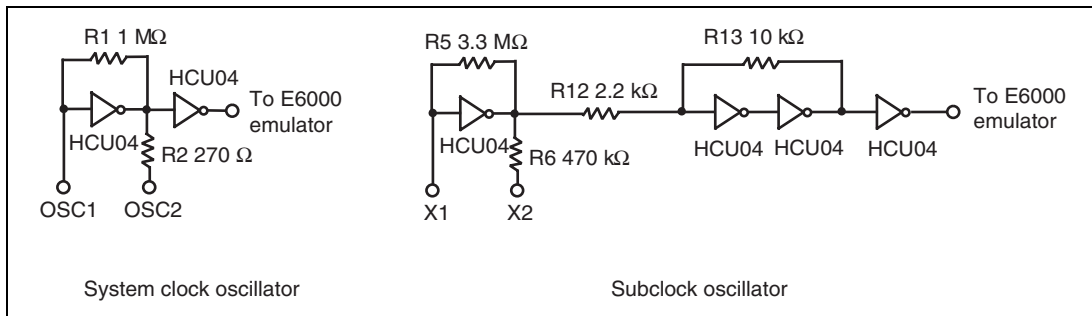 R1 1 MΩ
HCU04
To E6000
emulator
HCU04
R2 270 Ω
OSC1
OSC2
System clock oscillator
R5 3.3 MΩ
R13 10 kΩ
R12 2.2 kΩ
To E6000
emulator
HCU04
HCU04
HCU04
HCU04
R6 470 kΩ
X1
X2
Subclock oscillator